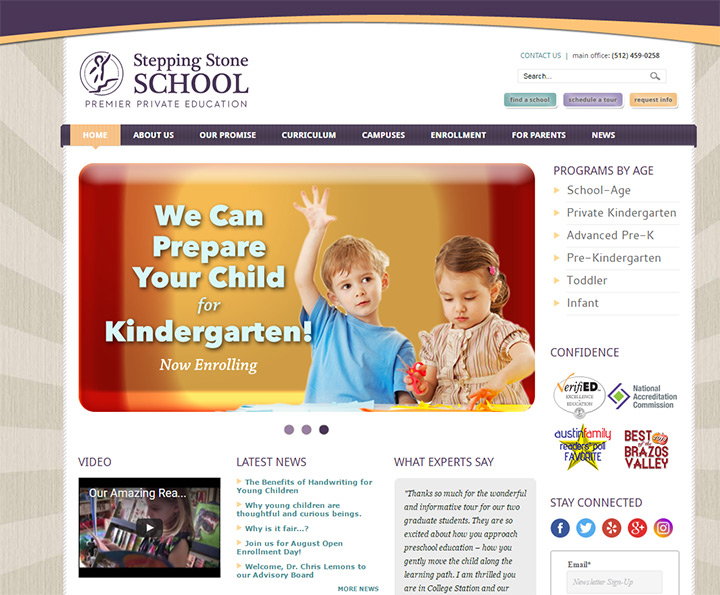 Stepping Stone
SCHOOL
PREMIER PRIVATE EDUCATION
CONTACT US | main office: (512) 459-0258
Search...
find a school
schedule a tour
request info
HOME
ABOUT US
OUR PROMISE
CURRICULUM
CAMPUSES
ENROLLMENT
FOR PARENTS
NEWS
We Can
Prepare
Your Child
for
Kindergarten!
Now Enrolling
PROGRAMS BY AGE
School-Age
Private Kindergarten
Advanced Pre-K
Pre-Kindergarten
Toddler
Infant
CONFIDENCE
VerifiED
EXCELLENCE
in
EDUCATION
National
Accreditation
Commission
austinfamily
readers' poll
FAVORITE
BEST
of the
BRAZOS
VALLEY
VIDEO
Our Amazing Rea...
LATEST NEWS
The Benefits of Handwriting for
Young Children
Why young children are
thoughtful and curious beings.
Why is it fair...?
Join us for August Open
Enrollment Day!
Welcome, Dr. Chris Lemons to
our Advisory Board
MORE NEWS
WHAT EXPERTS SAY
"Thanks so much for the wonderful
and informative tour for our two
graduate students. They are so
excited about how you approach
preschool education – how you
gently move the child along the
learning path. I am thrilled you
are in College Station and our
STAY CONNECTED
Email*
Newsletter Sign-Up